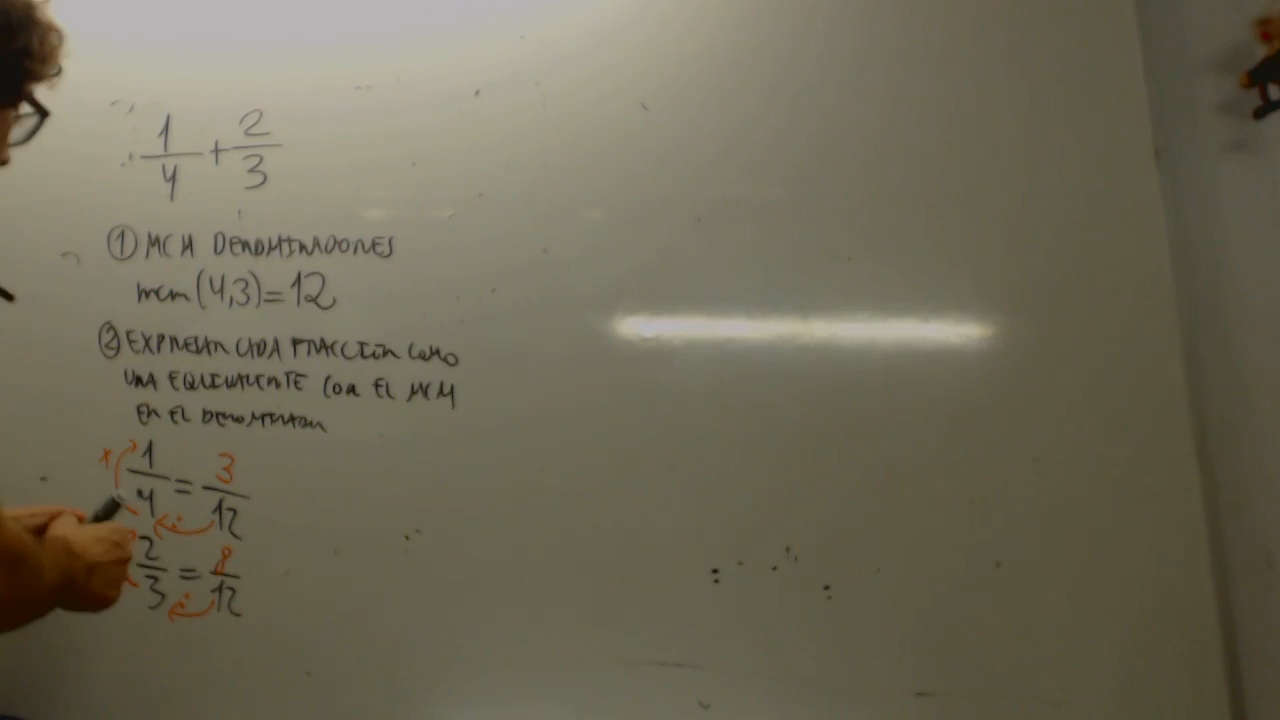 1/4 + 2/3
① MCM DENOMINADORES
mcm(4,3)=12
② EXPRESAR CADA FRACCIÓN COMO
UNA EQUIVALENTE CON EL MCM
EN EL DENOMINADOR
x 1/4 = 3/12 :
2/3 = 8/12 :